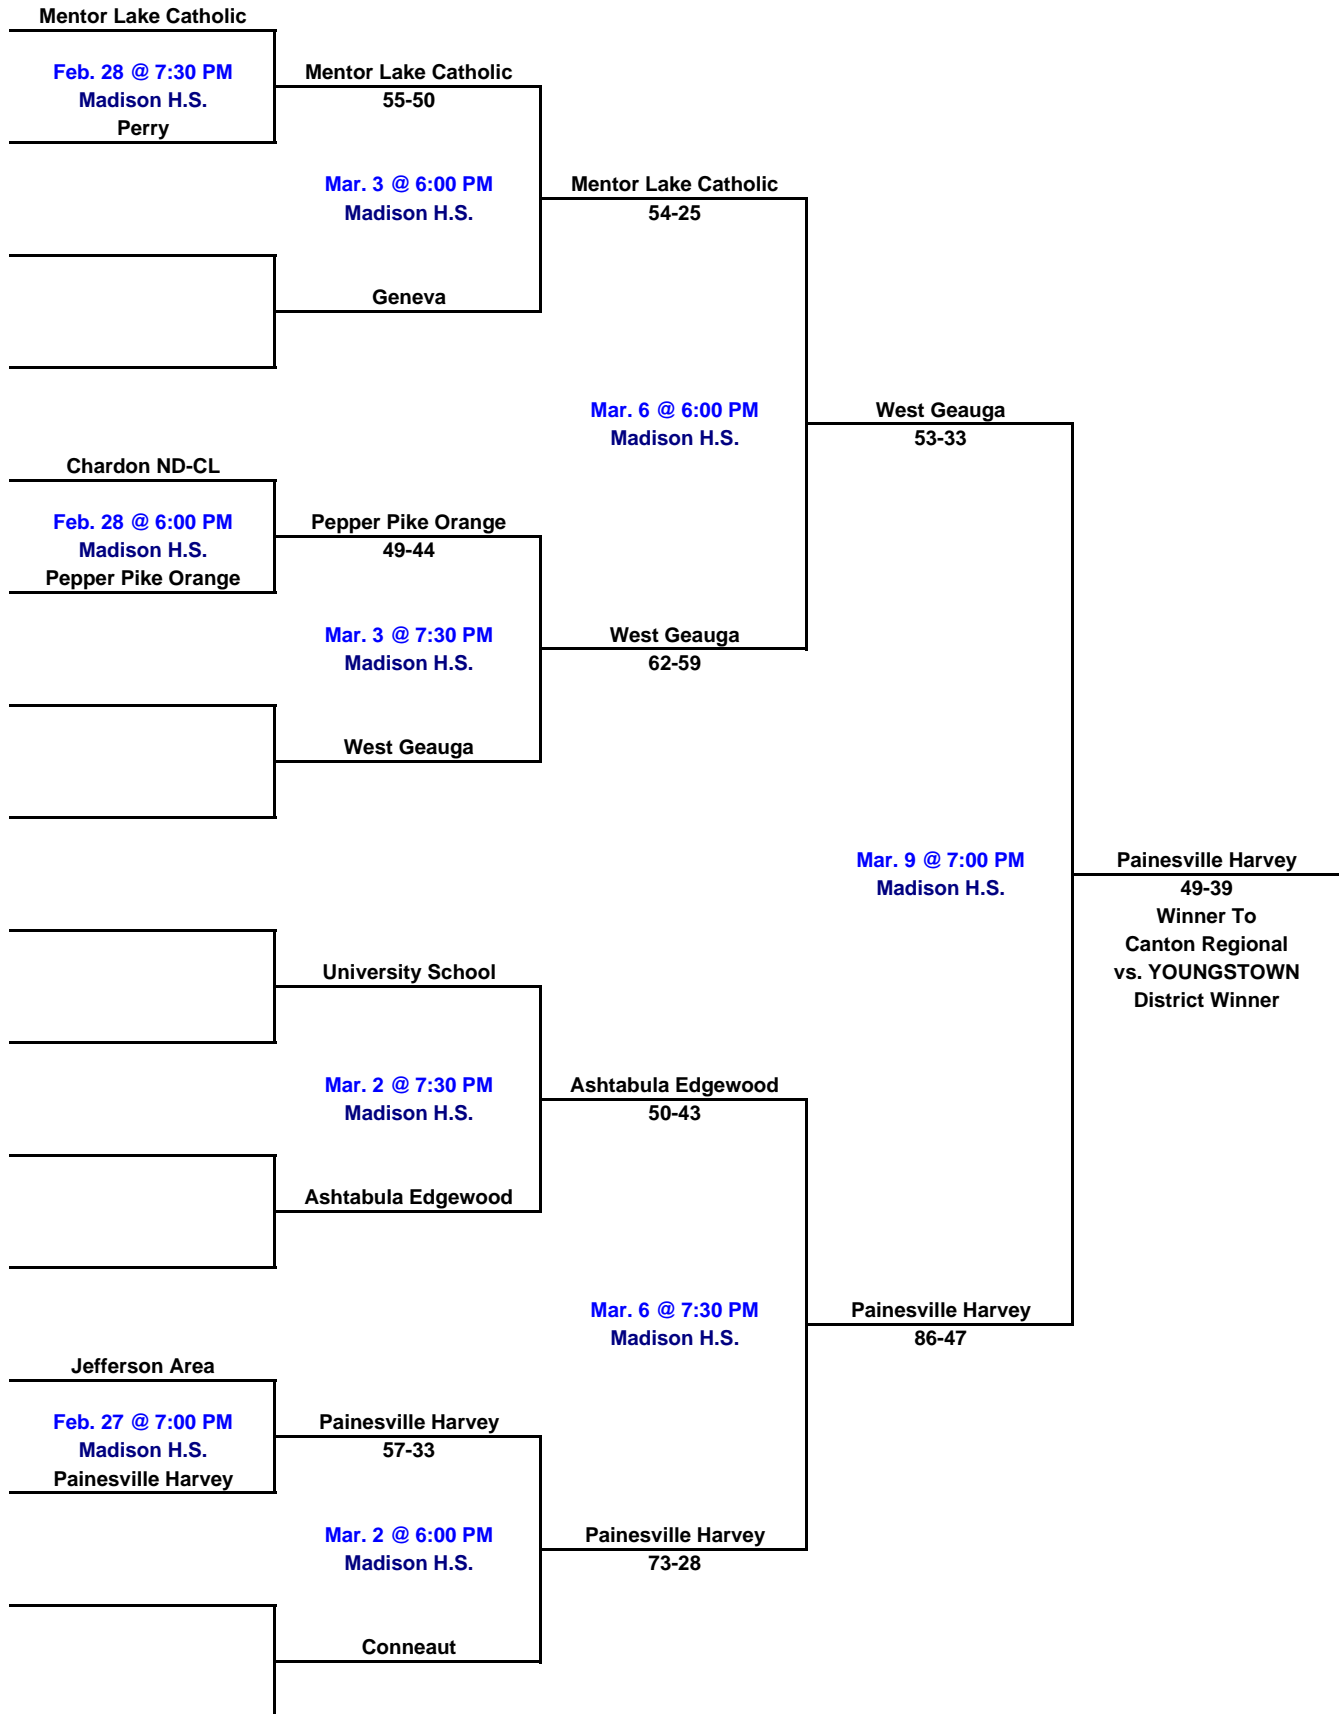 Mentor Lake Catholic
Feb. 28 @ 7:30 PM
Madison H.S.
Perry
Mentor Lake Catholic
55-50
Mar. 3 @ 6:00 PM
Madison H.S.
Geneva
Mentor Lake Catholic
54-25
Chardon ND-CL
Feb. 28 @ 6:00 PM
Madison H.S.
Pepper Pike Orange
Pepper Pike Orange
49-44
Mar. 3 @ 7:30 PM
Madison H.S.
West Geauga
West Geauga
62-59
Mar. 6 @ 6:00 PM
Madison H.S.
West Geauga
53-33
University School
Mar. 2 @ 7:30 PM
Madison H.S.
Ashtabula Edgewood
Ashtabula Edgewood
50-43
Jefferson Area
Feb. 27 @ 7:00 PM
Madison H.S.
Painesville Harvey
Painesville Harvey
57-33
Mar. 2 @ 6:00 PM
Madison H.S.
Conneaut
Painesville Harvey
73-28
Mar. 6 @ 7:30 PM
Madison H.S.
Painesville Harvey
86-47
Mar. 9 @ 7:00 PM
Madison H.S.
Painesville Harvey
49-39
Winner To
Canton Regional
vs. YOUNGSTOWN
District Winner